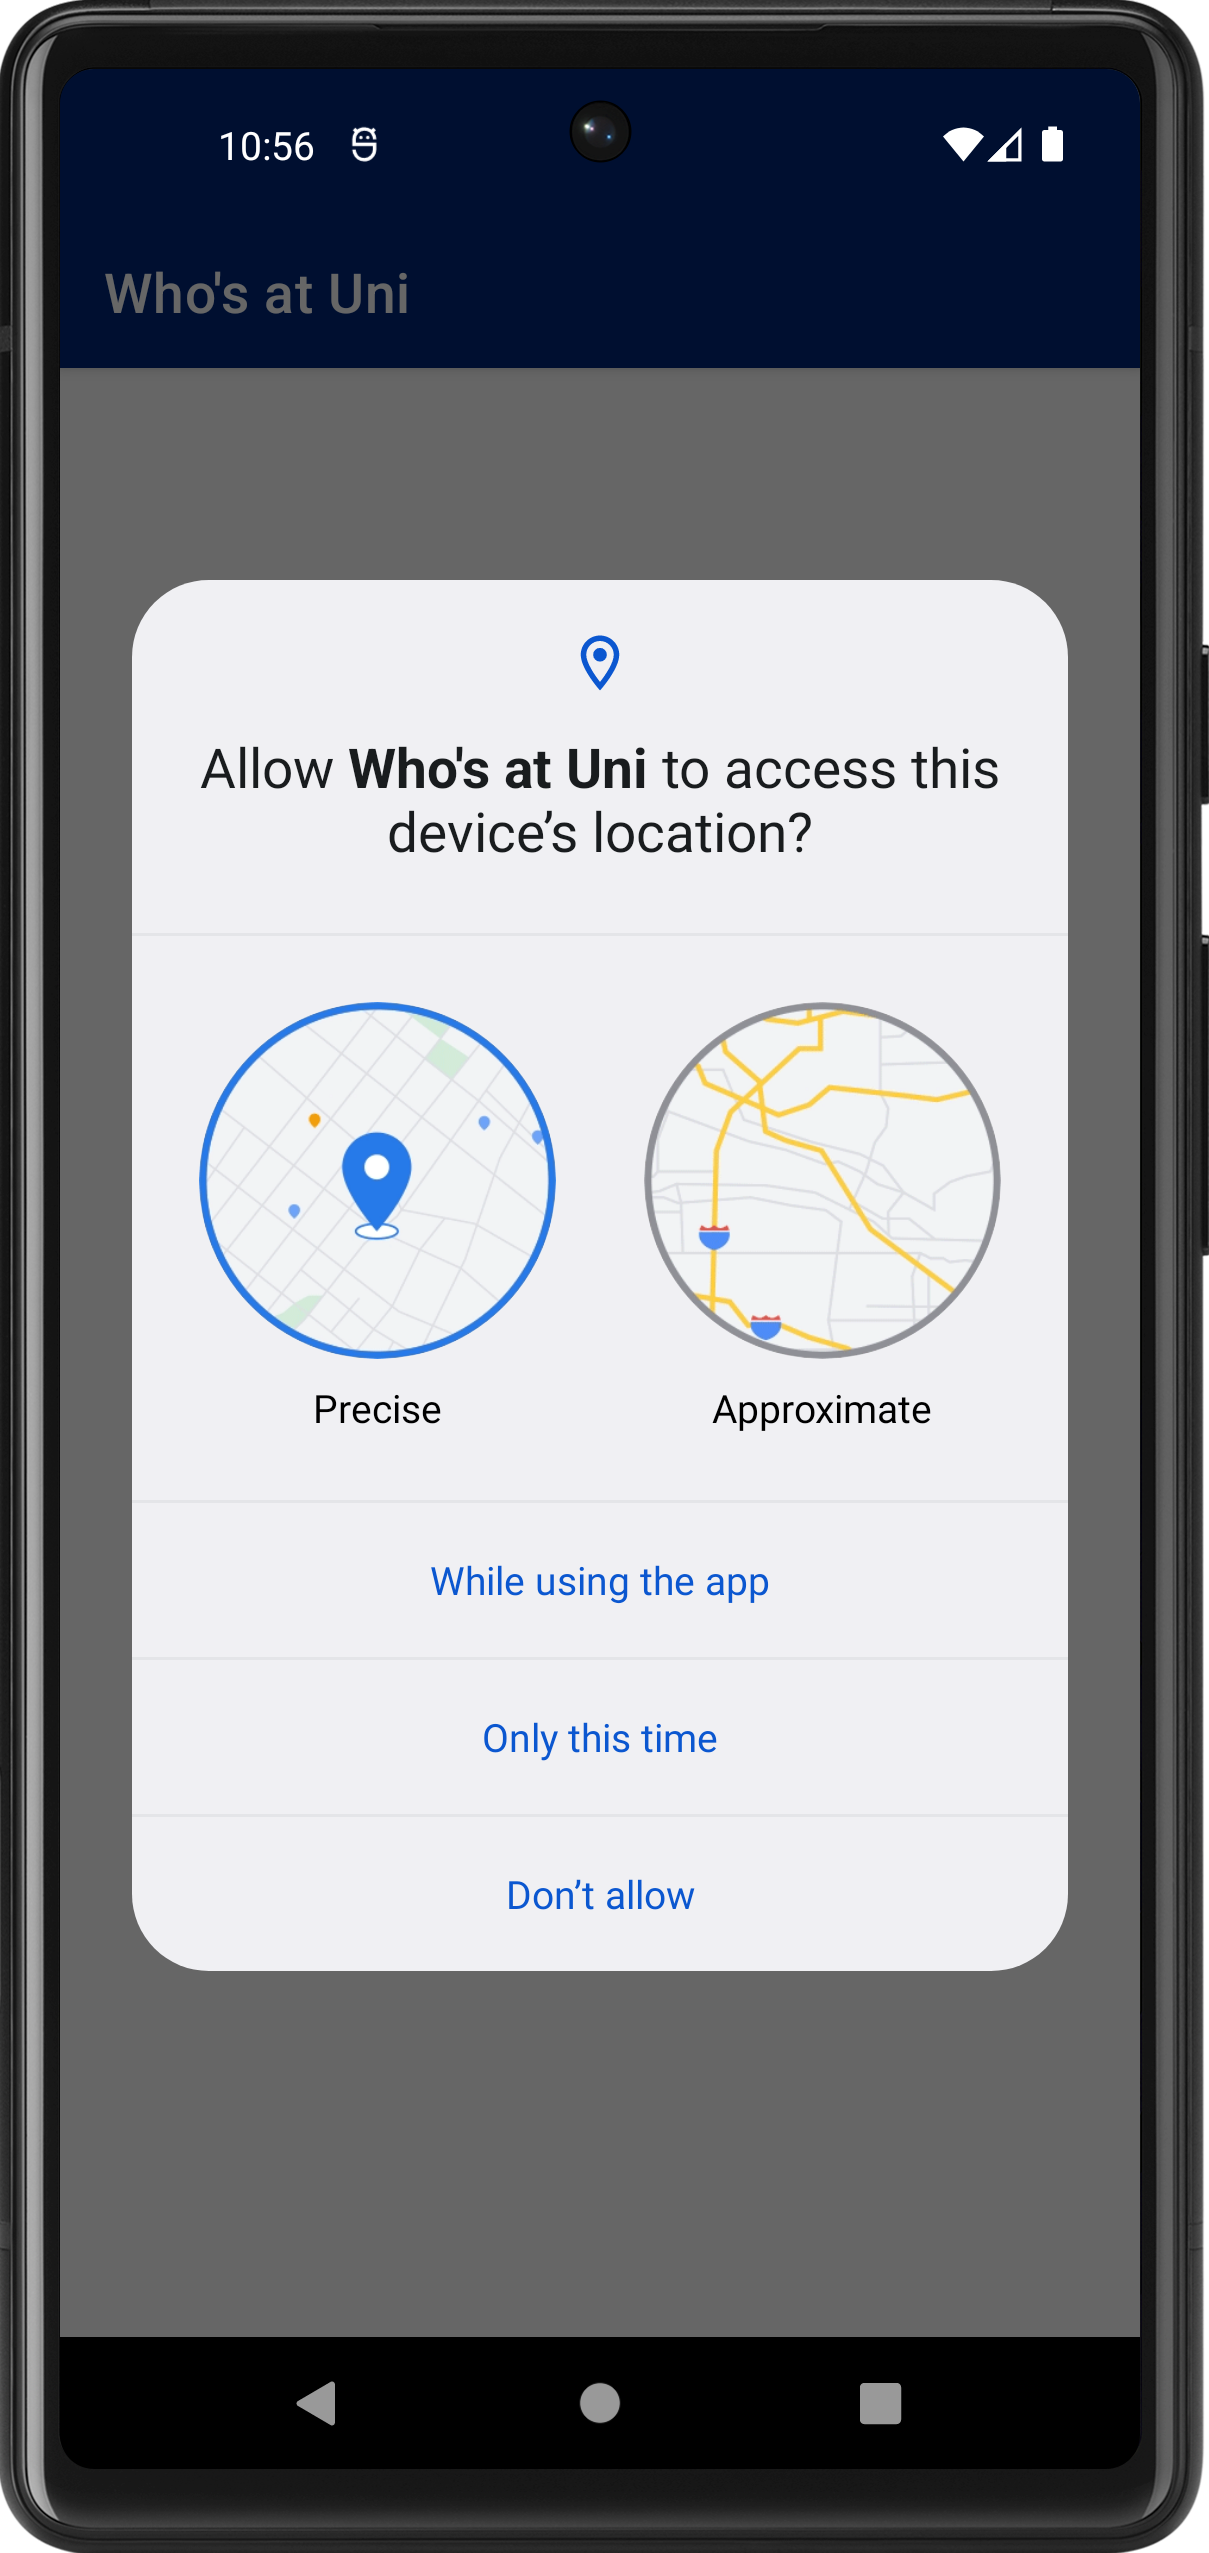 10:56
Who's at Uni
Allow Who's at Uni to access this
device’s location?
Precise
Approximate
While using the app
Only this time
Don’t allow